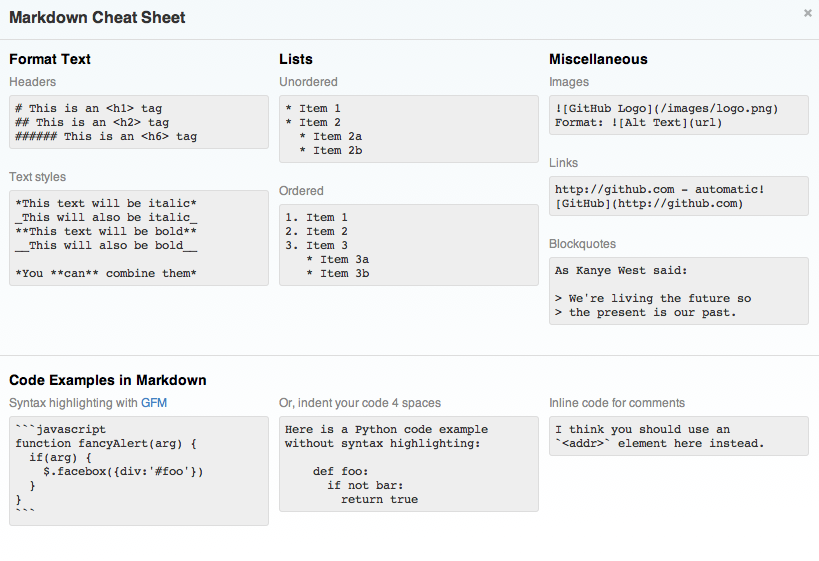 Markdown Cheat Sheet
×
Format Text
Headers
# This is an <h1> tag
## This is an <h2> tag
###### This is an <h6> tag
Text styles
*This text will be italic*
_This will also be italic_
**This text will be bold**
__This will also be bold__

*You **can** combine them*
Lists
Unordered
* Item 1
* Item 2
  * Item 2a
  * Item 2b
Ordered
1. Item 1
2. Item 2
3. Item 3
   * Item 3a
   * Item 3b
Miscellaneous
Images
![GitHub Logo](/images/logo.png)
Format: ![Alt Text](url)
Links
http://github.com - automatic!
[GitHub](http://github.com)
Blockquotes
As Kanye West said:

> We're living the future so
> the present is our past.
Code Examples in Markdown
Syntax highlighting with GFM
```javascript
function fancyAlert(arg) {
  if(arg) {
    $.facebox({div:'#foo'})
  }
}
```
Or, indent your code 4 spaces
Here is a Python code example
without syntax highlighting:

    def foo:
      if not bar:
        return true
Inline code for comments
I think you should use an
`<addr>` element here instead.